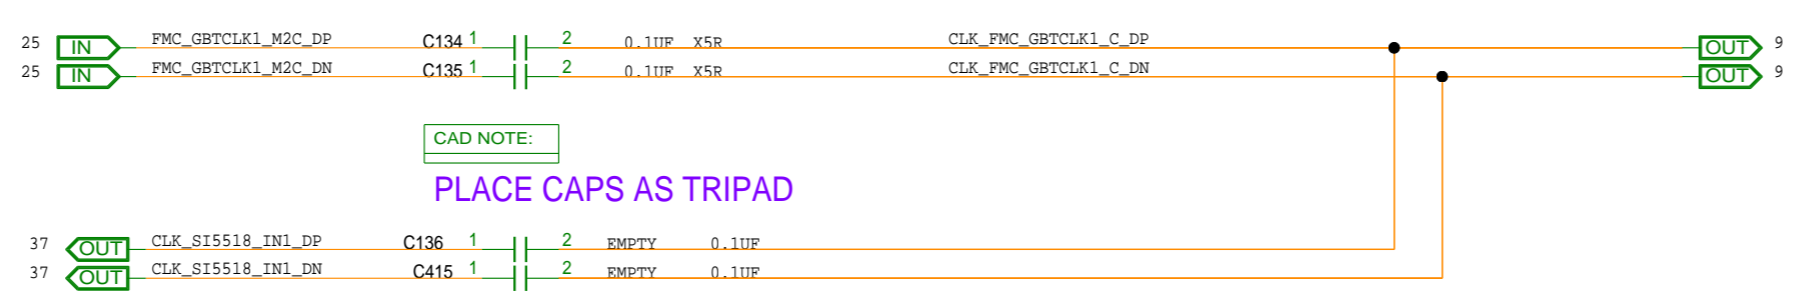 25 IN FMC_GBTCLK1_M2C_DP C134 1 2 0.1UF X5R CLK_FMC_GBTCLK1_C_DP OUT 9
25 IN FMC_GBTCLK1_M2C_DN C135 1 2 0.1UF X5R CLK_FMC_GBTCLK1_C_DN OUT 9
CAD NOTE:
PLACE CAPS AS TRIPAD
37 OUT CLK_SI5518_IN1_DP C136 1 2 EMPTY 0.1UF
37 OUT CLK_SI5518_IN1_DN C415 1 2 EMPTY 0.1UF